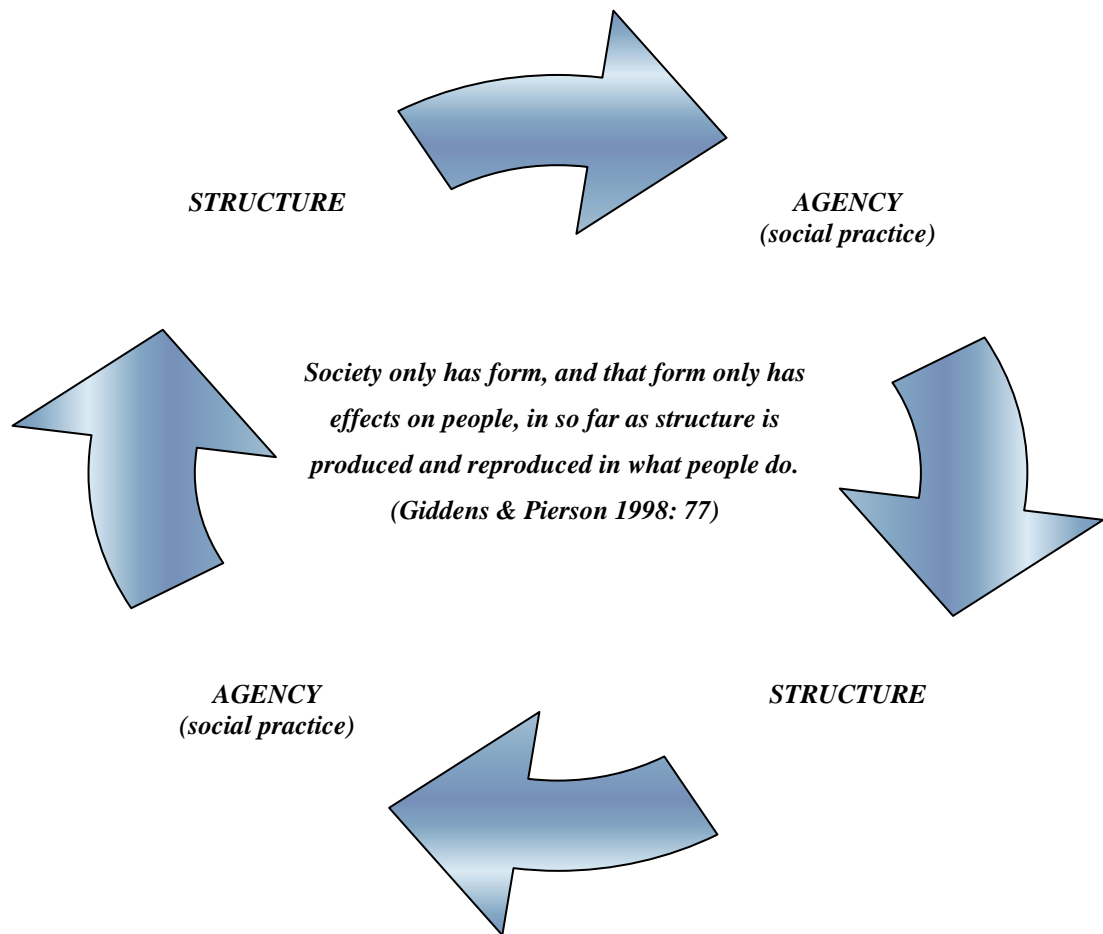 STRUCTURE
AGENCY
(social practice)
Society only has form, and that form only has
effects on people, in so far as structure is
produced and reproduced in what people do.
(Giddens & Pierson 1998: 77)
AGENCY
(social practice)
STRUCTURE